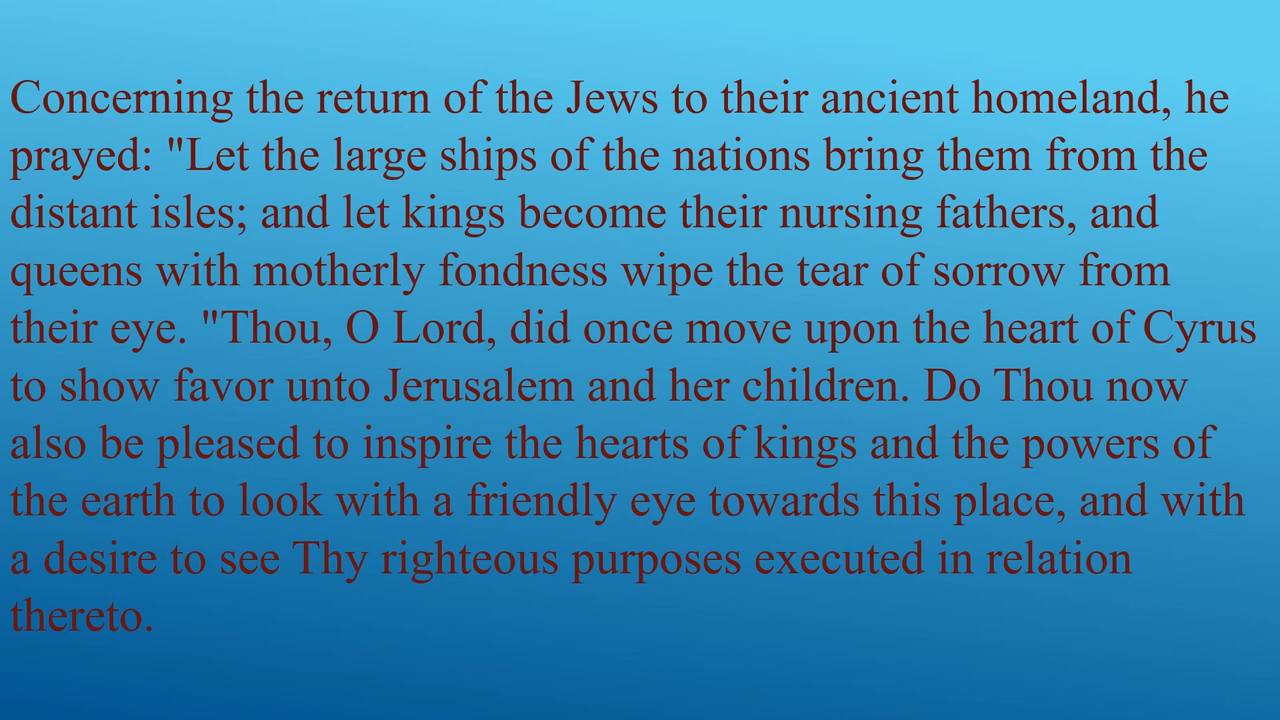 Concerning the return of the Jews to their ancient homeland, he
prayed: "Let the large ships of the nations bring them from the
distant isles; and let kings become their nursing fathers, and
queens with motherly fondness wipe the tear of sorrow from
their eye. "Thou, O Lord, did once move upon the heart of Cyrus
to show favor unto Jerusalem and her children. Do Thou now
also be pleased to inspire the hearts of kings and the powers of
the earth to look with a friendly eye towards this place, and with
a desire to see Thy righteous purposes executed in relation
thereto.